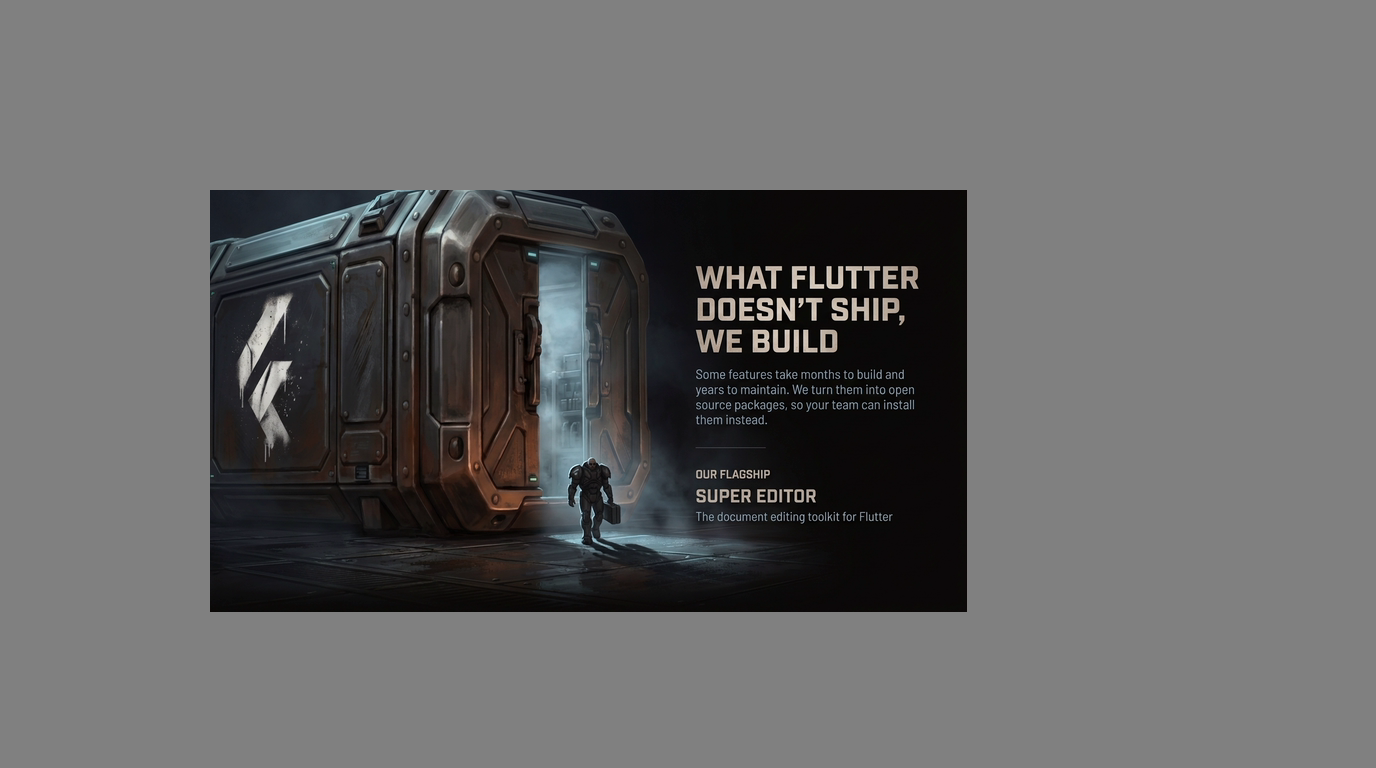 WHAT FLUTTER
DOESN’T SHIP,
WE BUILD
Some features take months to build and
years to maintain. We turn them into open
source packages, so your team can install
them instead.
OUR FLAGSHIP
SUPER EDITOR
The document editing toolkit for Flutter